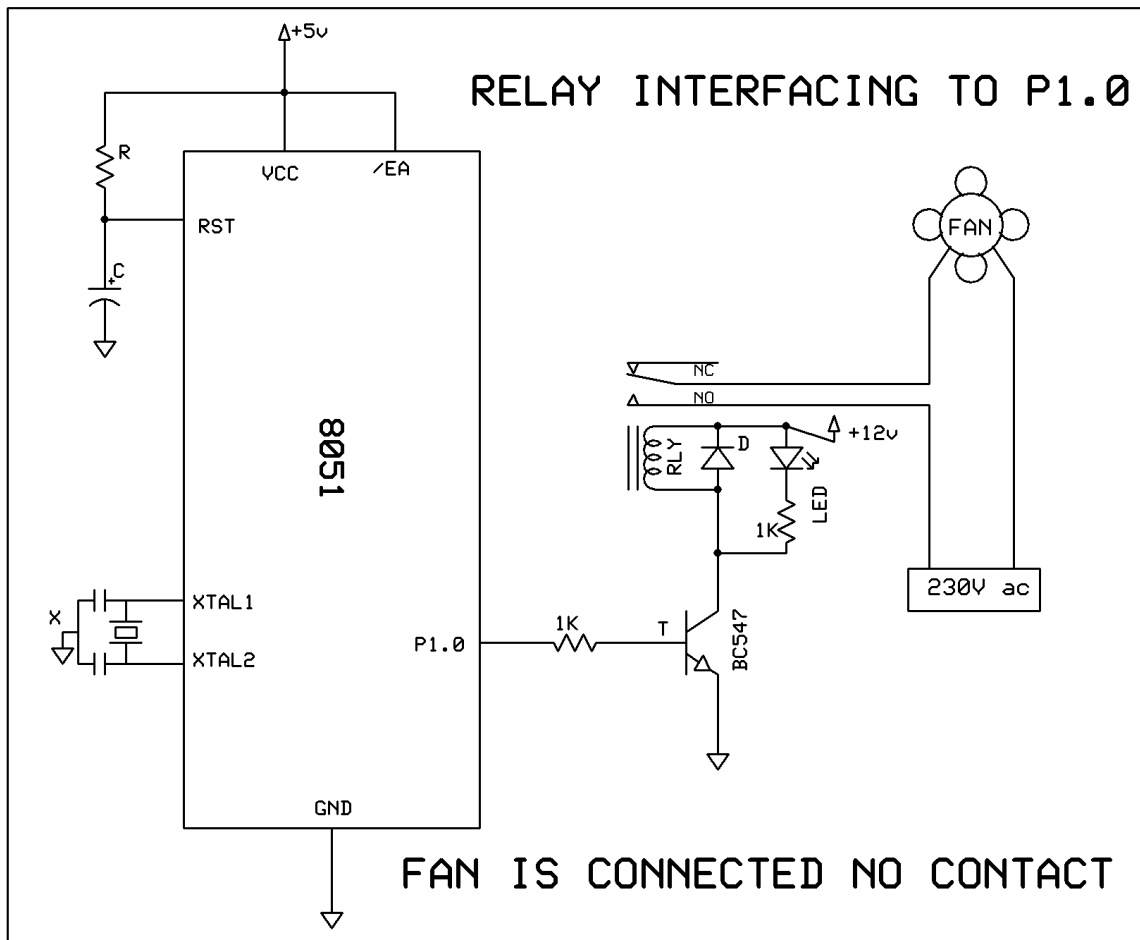 +5v
RELAY INTERFACING TO P1.0
R
VCC
/EA
RST
FAN
+
C
NC
NO
8051
RLY
D
+12v
LED
1K
230V ac
X
XTAL1
XTAL2
P1.0
1K
T
BC547
GND
FAN IS CONNECTED NO CONTACT